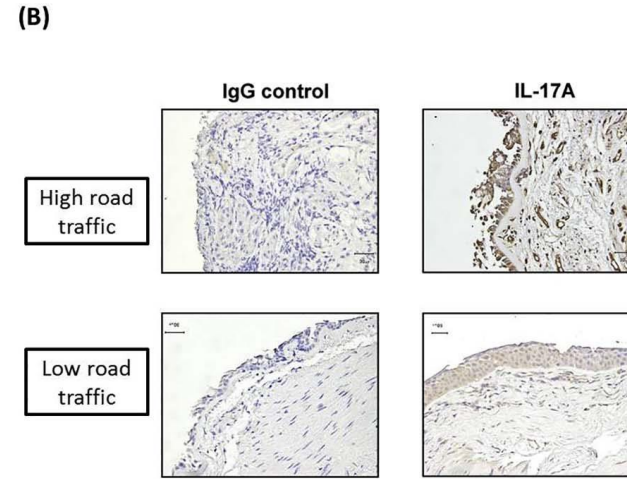 (B)
IgG control
IL-17A
High road
traffic
Low road
traffic